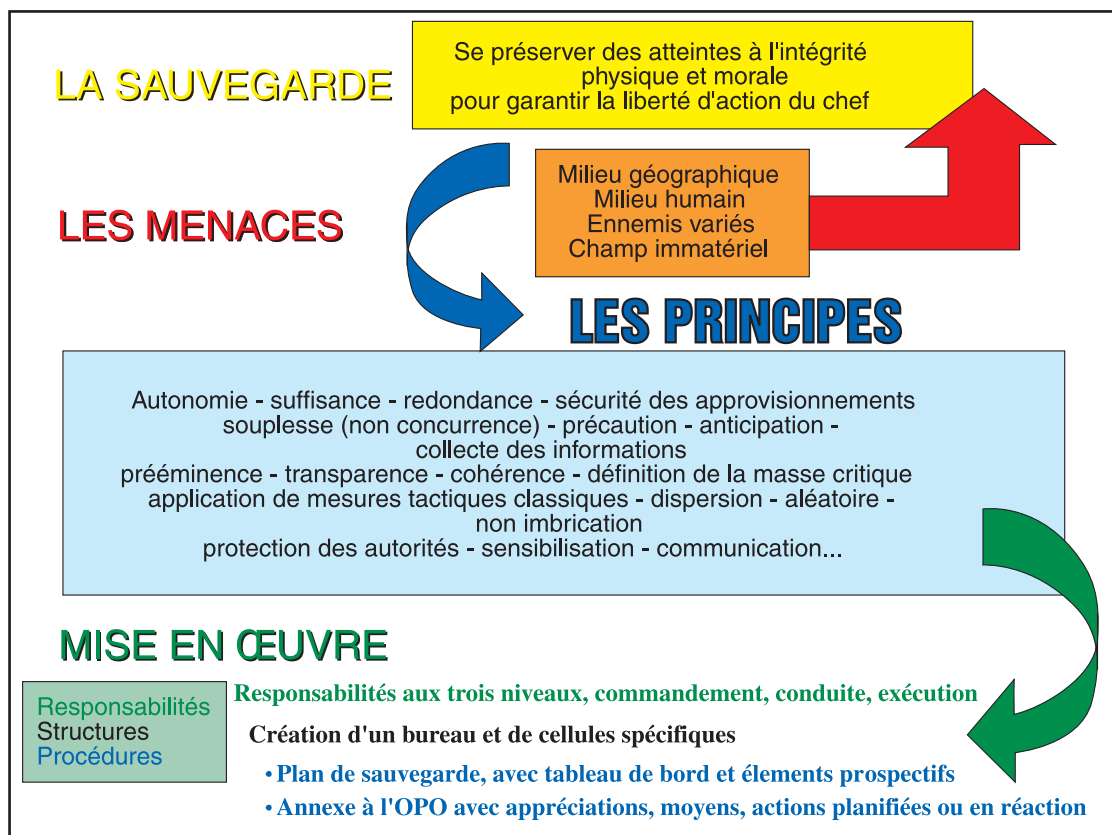 LA SAUVEGARDE
Se préserver des atteintes à l'intégrité
physique et morale
pour garantir la liberté d'action du chef
LES MENACES
Milieu géographique
Milieu humain
Ennemis variés
Champ immatériel
LES PRINCIPES
Autonomie - suffisance - redondance - sécurité des approvisionnements
souplesse (non concurrence) - précaution - anticipation -
collecte des informations
prééminence - transparence - cohérence - définition de la masse critique
application de mesures tactiques classiques - dispersion - aléatoire -
non imbrication
protection des autorités - sensibilisation - communication...
MISE EN ŒUVRE
Responsabilités
Structures
Procédures
Responsabilités aux trois niveaux, commandement, conduite, exécution
Création d'un bureau et de cellules spécifiques
• Plan de sauvegarde, avec tableau de bord et élements prospectifs
• Annexe à l'OPO avec appréciations, moyens, actions planifiées ou en réaction